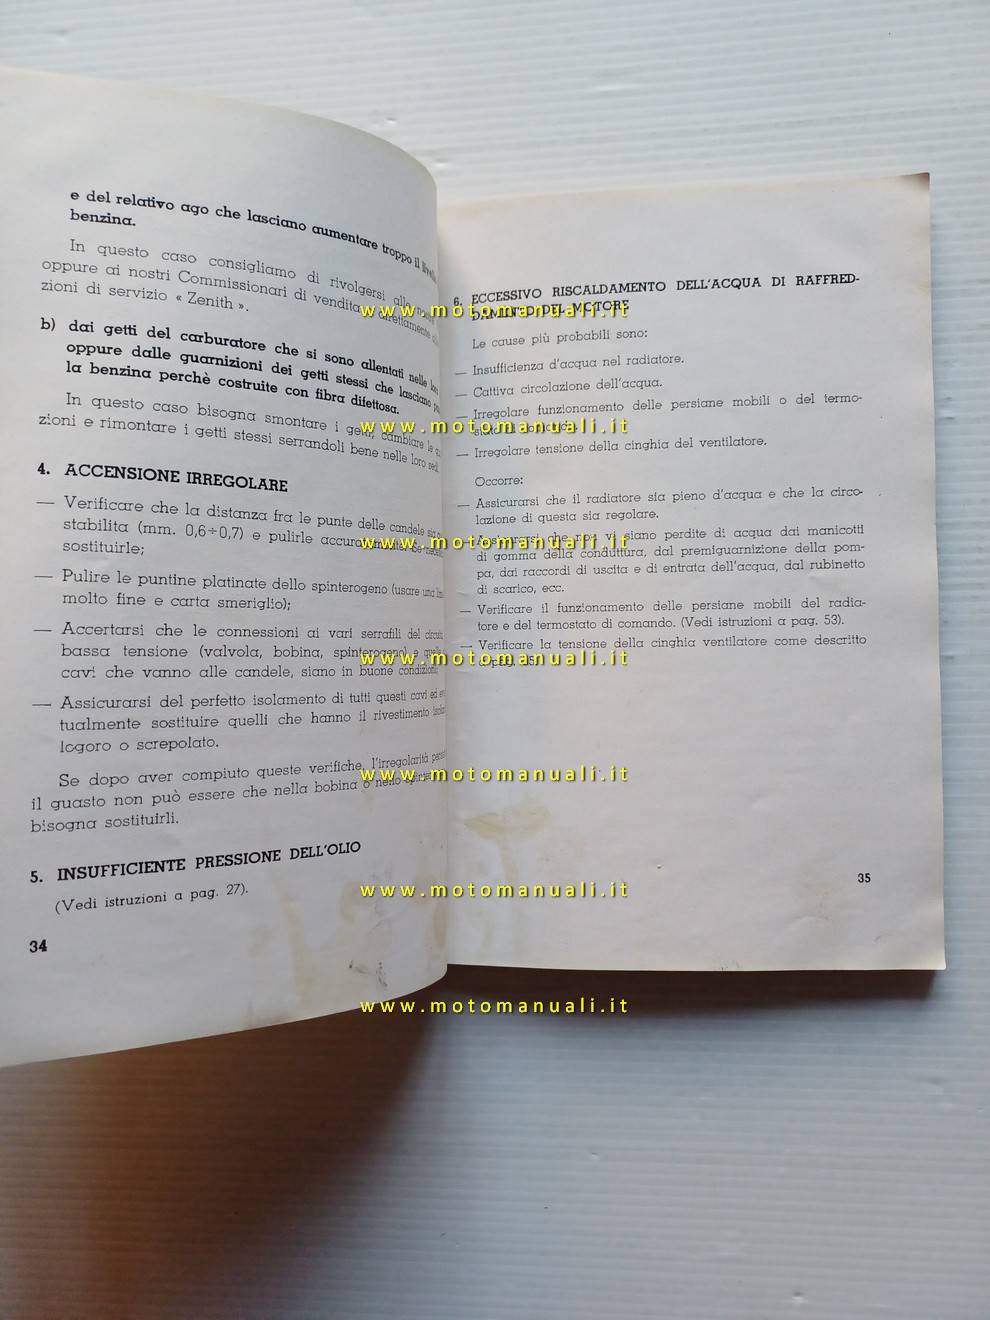 e del relativo ago che lasciano aumentare troppo il livello
benzina.
In questo caso consigliamo di rivolgersi alle
oppure ai nostri Commissionari di vendita, direttamente
zioni di servizio « Zenith ».
b) dai getti del carburatore che si sono allentati nelle loro
oppure dalle guarnizioni dei getti stessi che lasciano
la benzina perchè costruite con fibra difettosa.
In questo caso bisogna smontare i getti, cambiare le
zioni e rimontare i getti stessi serrandoli bene nelle loro sedi.
4. ACCENSIONE IRREGOLARE
— Verificare che la distanza fra le punte delle candele sia
stabilita (mm. 0,6÷0,7) e pulirle accuratamente. Se
sostituirle;
— Pulire le puntine platinate dello spinterogeno (usare una
molto fine e carta smeriglio);
— Accertarsi che le connessioni ai vari serrafili del
bassa tensione (valvola, bobina, spinterogeno) e
cavi che vanno alle candele, siano in buone condizioni;
— Assicurarsi del perfetto isolamento di tutti questi cavi ed
tualmente sostituire quelli che hanno il rivestimento
logoro o screpolato.
Se dopo aver compiuto queste verifiche, l'irregolarità
il guasto non può essere che nella bobina o nello
bisogna sostituirli.
5. INSUFFICIENTE PRESSIONE DELL'OLIO
(Vedi istruzioni a pag. 27).
34
6. ECCESSIVO RISCALDAMENTO DELL'ACQUA DI RAFFRED-
DAMENTO DEL MOTORE
Le cause più probabili sono:
— Insufficienza d'acqua nel radiatore.
— Cattiva circolazione dell'acqua.
— Irregolare funzionamento delle persiane mobili o del termo-
stato di comando.
— Irregolare tensione della cinghia del ventilatore.
Occorre:
— Assicurarsi che il radiatore sia pieno d'acqua e che la circo-
lazione di questa sia regolare.
— Assicurarsi che non vi siano perdite di acqua dai manicotti
di gomma della conduttura, dal premiguarnizione della pom-
pa, dai raccordi di uscita e di entrata dell'acqua, dal rubinetto
di scarico, ecc.
— Verificare il funzionamento delle persiane mobili del radia-
tore e del termostato di comando. (Vedi istruzioni a pag. 53).
— Verificare la tensione della cinghia ventilatore come descritto
a pag.
35
www.motomanuali.it
www.motomanuali.it
www.motomanuali.it
www.motomanuali.it
www.motomanuali.it
www.motomanuali.it
www.motomanuali.it